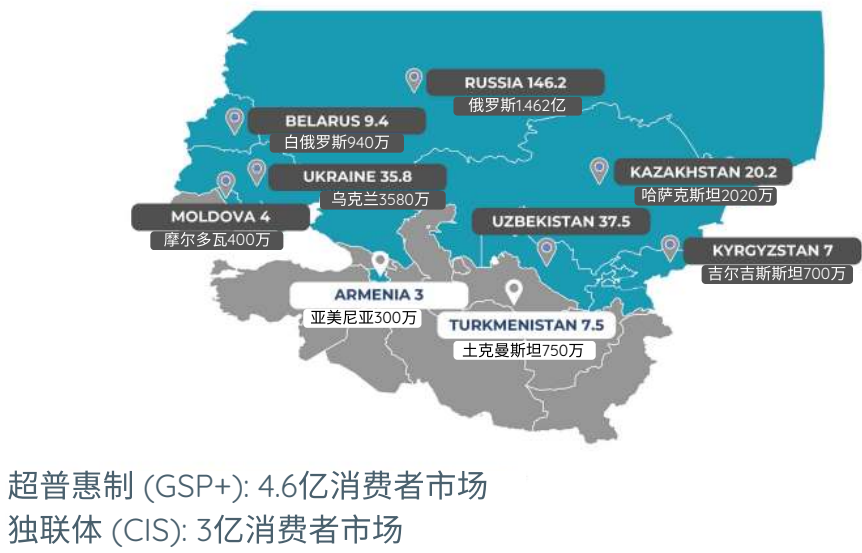 RUSSIA 146.2
俄罗斯1.462亿
BELARUS 9.4
白俄罗斯940万
UKRAINE 35.8
乌克兰3580万
KAZAKHSTAN 20.2
哈萨克斯坦2020万
MOLDOVA 4
摩尔多瓦400万
UZBEKISTAN 37.5
KYRGYZSTAN 7
吉尔吉斯斯坦700万
ARMENIA 3
亚美尼亚300万
TURKMENISTAN 7.5
土克曼斯坦750万
超普惠制 (GSP+): 4.6亿消费者市场
独联体 (CIS): 3亿消费者市场